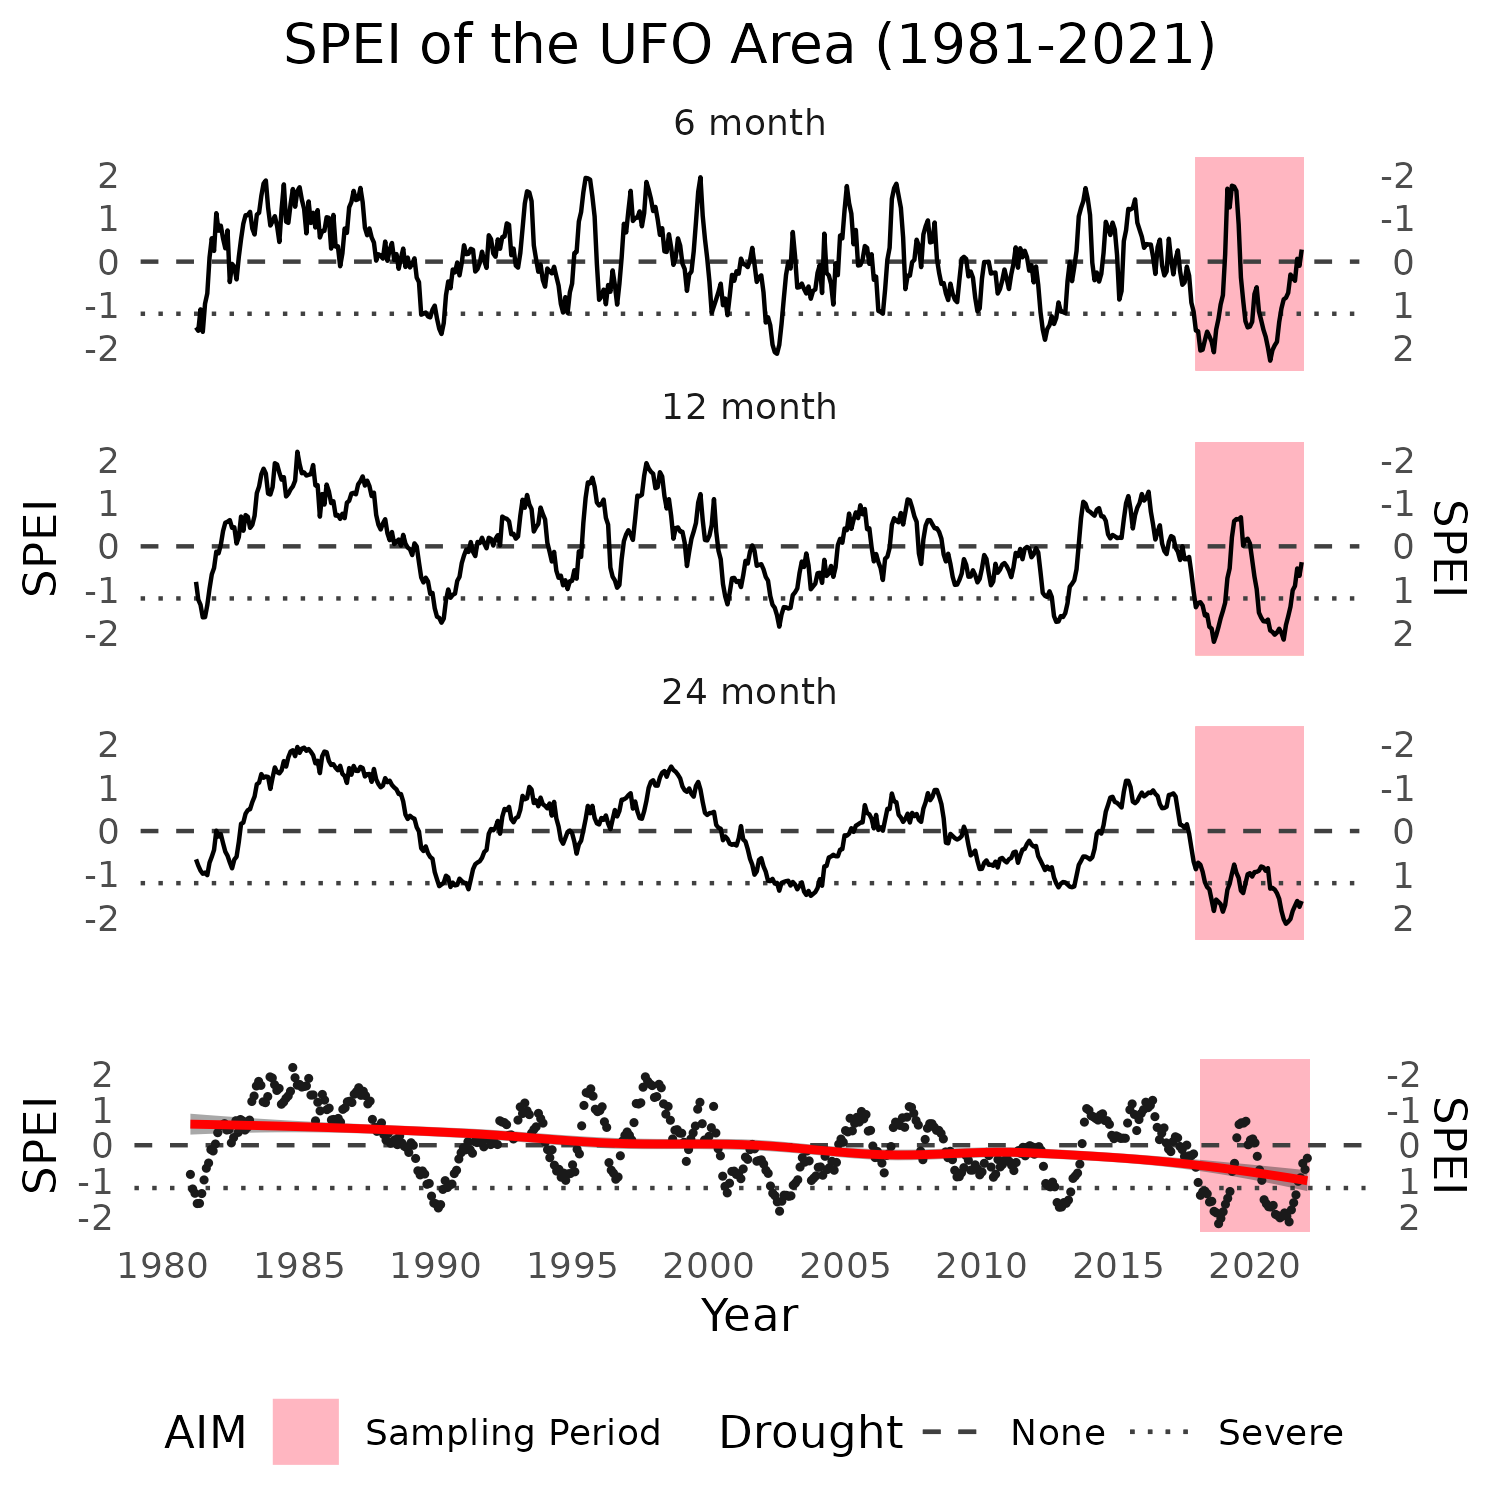 SPEI of the UFO Area (1981-2021)
6 month
2 -2
1 -1
0 0
-1 1
-2 2
12 month
2 -2
1 -1
SPEI 0 0 SPEI
-1 1
-2 2
24 month
2 -2
1 -1
0 0
-1 1
-2 2
2 -2
1 -1
SPEI 0 0 SPEI
-1 1
-2 2
1980 1985 1990 1995 2000 2005 2010 2015 2020
Year
AIM Sampling Period Drought None Severe